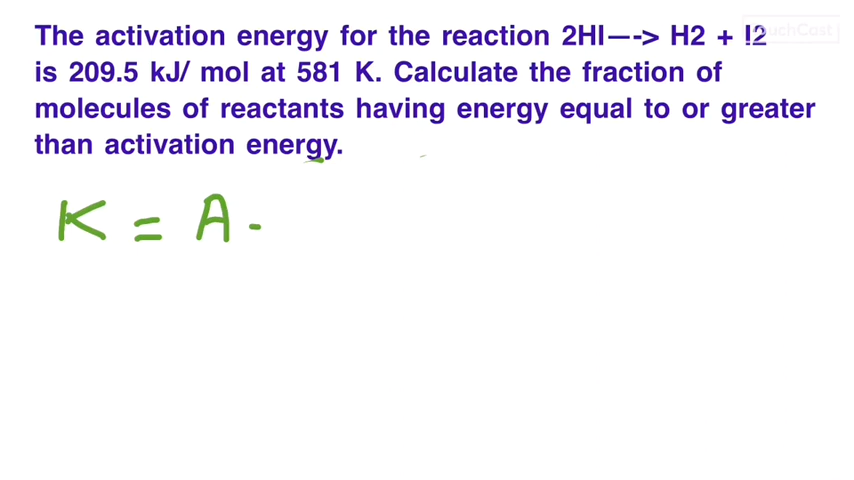 TouchCast
The activation energy for the reaction 2HI—-> H2 + I2
is 209.5 kJ/ mol at 581 K. Calculate the fraction of
molecules of reactants having energy equal to or greater
than activation energy.
K = A -